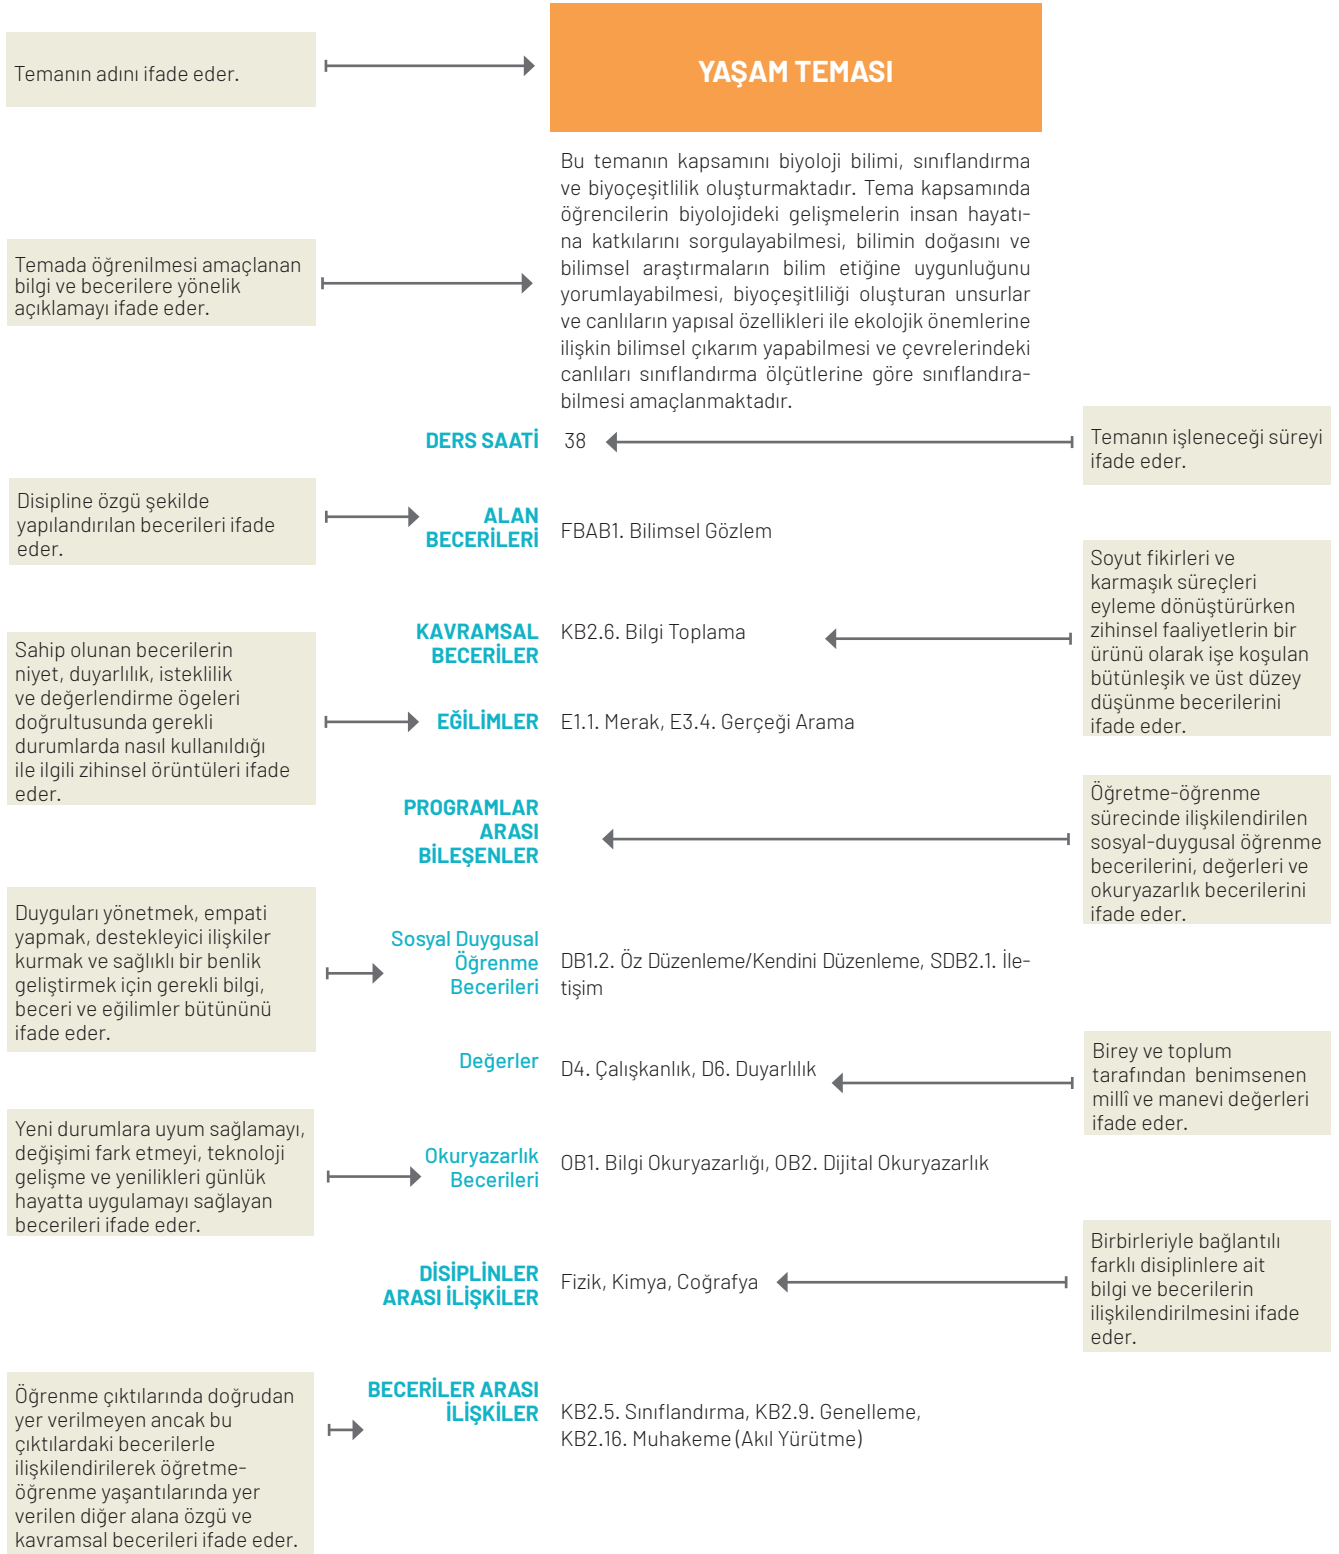 Temanın adını ifade eder.
YAŞAM TEMASI
Bu temanın kapsamını biyoloji bilimi, sınıflandırma
ve biyoçeşitlilik oluşturmaktadır. Tema kapsamında
öğrencilerin biyolojideki gelişmelerin insan hayatı-
na katkılarını sorgulayabilmesi, bilimin doğasını ve
bilimsel araştırmaların bilim etiğine uygunluğunu
yorumlayabilmesi, biyoçeşitliliği oluşturan unsurlar
ve canlıların yapısal özellikleri ile ekolojik önemlerine
ilişkin bilimsel çıkarım yapabilmesi ve çevrelerindeki
canlıları sınıflandırma ölçütlerine göre sınıflandıra-
bilmesi amaçlanmaktadır.
Temada öğrenilmesi amaçlanan
bilgi ve becerilere yönelik
açıklamayı ifade eder.
DERS SAATİ
38
Temanın işleneceği süreyi
ifade eder.
Disipline özgü şekilde
yapılandırılan becerileri ifade
eder.
ALAN
BECERİLERİ
FBAB1. Bilimsel Gözlem
KAVRAMSAL
BECERİLER
KB2.6. Bilgi Toplama
Soyut fikirleri ve
karmaşık süreçleri
eyleme dönüştürürken
zihinsel faaliyetlerin bir
ürünü olarak işe koşulan
bütünleşik ve üst düzey
düşünme becerilerini
ifade eder.
Sahip olunan becerilerin
niyet, duyarlılık, isteklilik
ve değerlendirme ögeleri
doğrultusunda gerekli
durumlarda nasıl kullanıldığı
ile ilgili zihinsel örüntüleri ifade
eder.
EĞİLİMLER
E1.1. Merak, E3.4. Gerçeği Arama
PROGRAMLAR
ARASI
BİLEŞENLER
Öğretme-öğrenme
sürecinde ilişkilendirilen
sosyal-duygusal öğrenme
becerilerini, değerleri ve
okuryazarlık becerilerini
ifade eder.
Duyguları yönetmek, empati
yapmak, destekleyici ilişkiler
kurmak ve sağlıklı bir benlik
geliştirmek için gerekli bilgi,
beceri ve eğilimler bütününü
ifade eder.
Sosyal Duygusal
Öğrenme
Becerileri
DB1.2. Öz Düzenleme/Kendini Düzenleme, SDB2.1. İle-
tişim
Değerler
D4. Çalışkanlık, D6. Duyarlılık
Birey ve toplum
tarafından benimsenen
millî ve manevi değerleri
ifade eder.
Yeni durumlara uyum sağlamayı,
değişimi fark etmeyi, teknoloji
gelişme ve yenilikleri günlük
hayatta uygulamayı sağlayan
becerileri ifade eder.
Okuryazarlık
Becerileri
OB1. Bilgi Okuryazarlığı, OB2. Dijital Okuryazarlık
DİSİPLİNLER
ARASI İLİŞKİLER
Fizik, Kimya, Coğrafya
Birbirleriyle bağlantılı
farklı disiplinlere ait
bilgi ve becerilerin
ilişkilendirilmesini ifade
eder.
Öğrenme çıktılarında doğrudan
yer verilmeyen ancak bu
çıktılardaki becerilerle
ilişkilendirilerek öğretme-
öğrenme yaşantılarında yer
verilen diğer alana özgü ve
kavramsal becerileri ifade eder.
BECERİLER ARASI
İLİŞKİLER
KB2.5. Sınıflandırma, KB2.9. Genelleme,
KB2.16. Muhakeme (Akıl Yürütme)